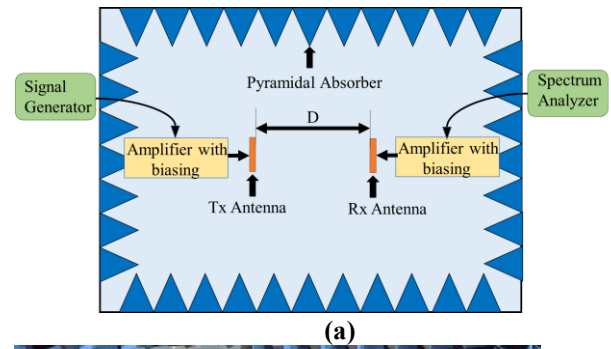 Pyramidal Absorber
Signal
Generator
Spectrum
Analyzer
D
Amplifier with
biasing
Amplifier with
biasing
Tx Antenna
Rx Antenna
(a)